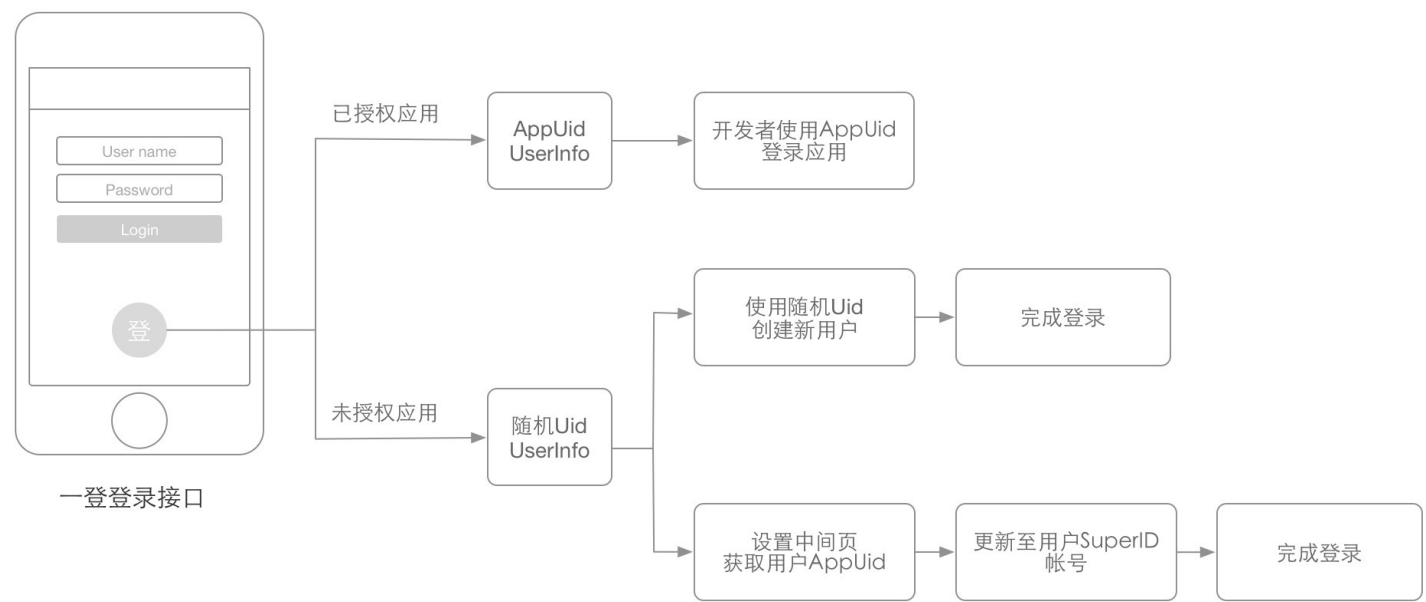 User name
Password
Login
登
一登登录接口
已授权应用
AppUid
UserInfo
开发者使用AppUid
登录应用
未授权应用
随机Uid
UserInfo
使用随机Uid
创建新用户
完成登录
设置中间页
获取用户AppUid
更新至用户SuperID
帐号
完成登录